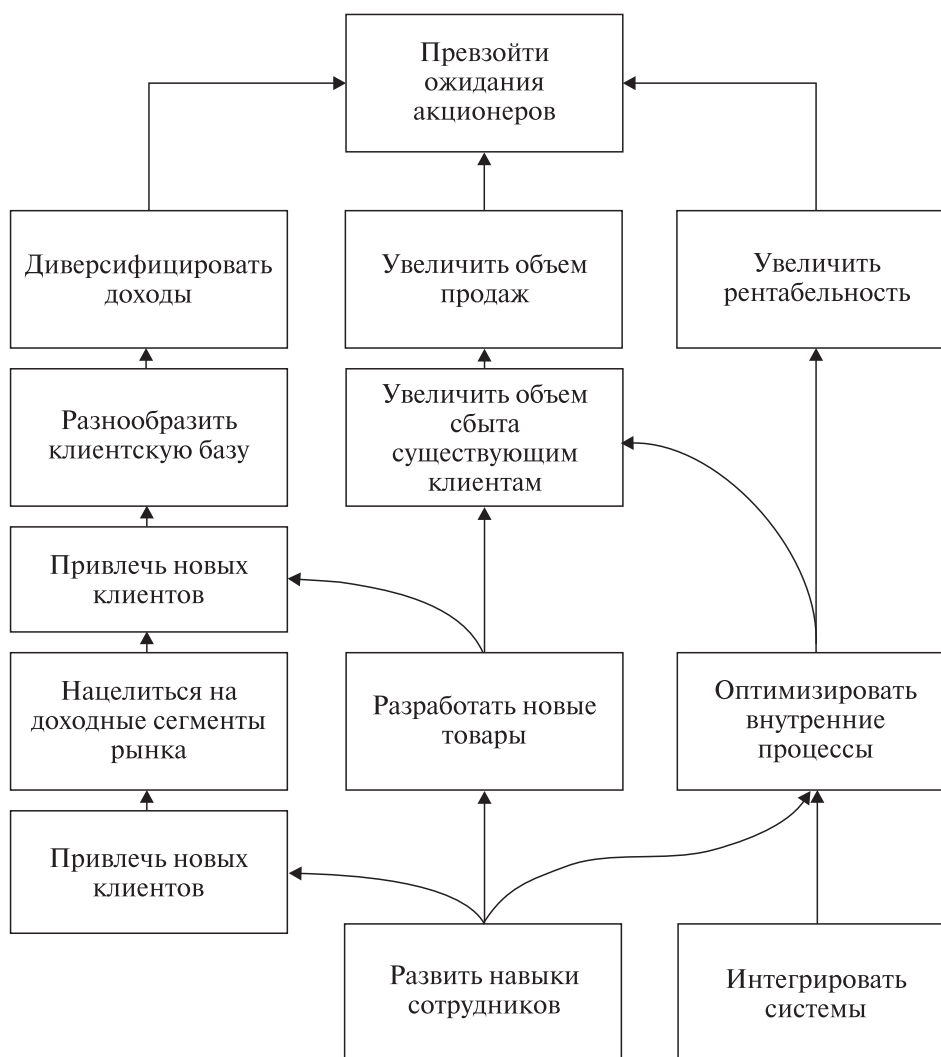 Превзойти
ожидания
акционеров
Диверсифицировать
доходы
Увеличить объем
продаж
Увеличить
рентабельность
Разнообразить
клиентскую базу
Увеличить объем
сбыта
существующим
клиентам
Привлечь новых
клиентов
Нацелиться на
доходные сегменты
рынка
Разработать новые
товары
Оптимизировать
внутренние
процессы
Привлечь новых
клиентов
Развить навыки
сотрудников
Интегрировать
системы